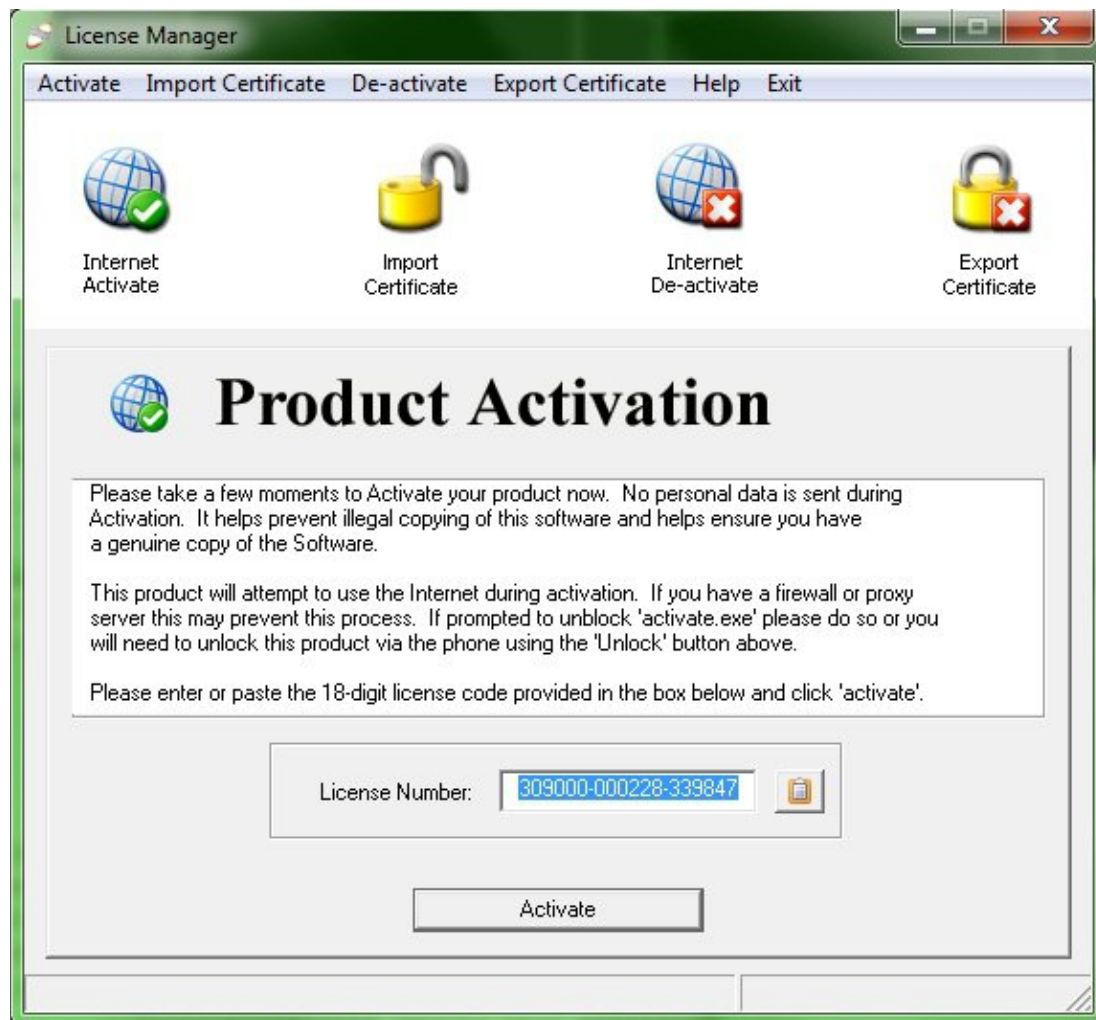 License Manager
Activate Import Certificate De-activate Export Certificate Help Exit
Internet
Activate
Import
Certificate
Internet
De-activate
Export
Certificate
Product Activation
Please take a few moments to Activate your product now. No personal data is sent during
Activation. It helps prevent illegal copying of this software and helps ensure you have
a genuine copy of the Software.
This product will attempt to use the Internet during activation. If you have a firewall or proxy
server this may prevent this process. If prompted to unblock 'activate.exe' please do so or you
will need to unlock this product via the phone using the 'Unlock' button above.
Please enter or paste the 18-digit license code provided in the box below and click 'activate'.
License Number: 309000-000228-339847
Activate